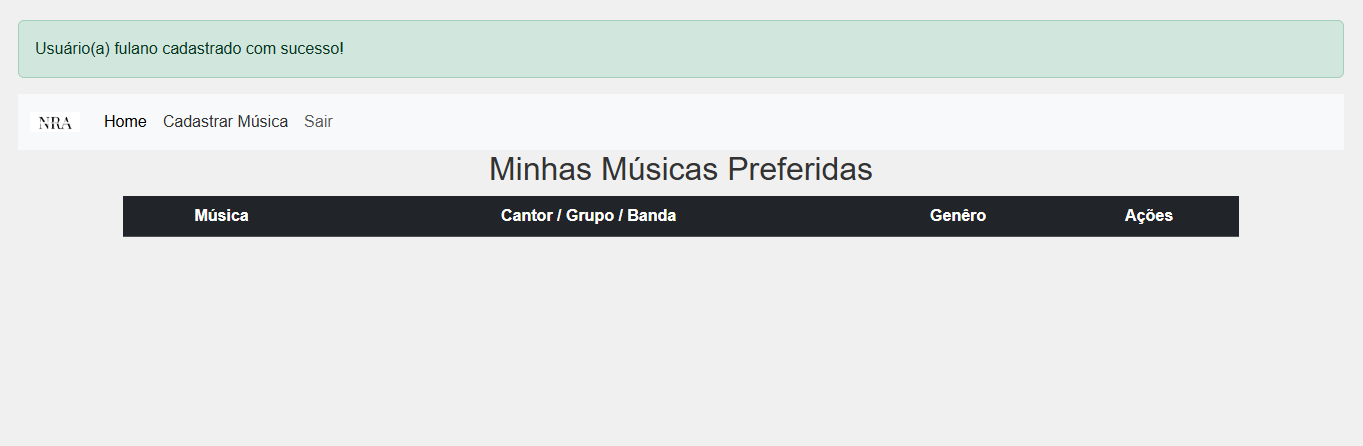 Usuário(a) fulano cadastrado com sucesso!
NRA Home Cadastrar Música Sair
Minhas Músicas Preferidas
Música Cantor / Grupo / Banda Genêro Ações